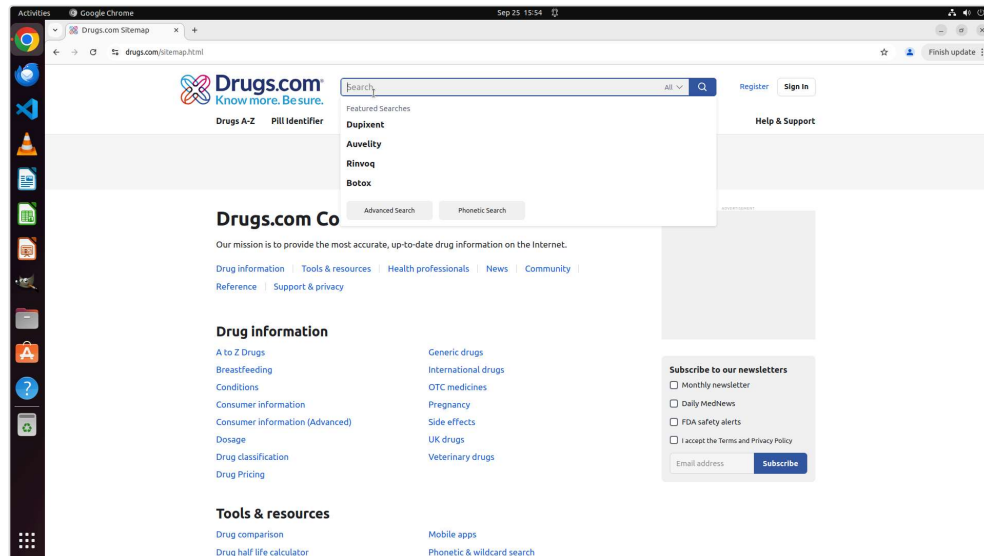 Activities Google Chrome Sep 25 15:54
Drugs.com Sitemap
drugs.com/sitemap.html
Finish update
Drugs.com
Know more. Be sure.
Search
All
Register Sign In
Drugs A-Z Pill Identifier
Help & Support
Featured Searches
Dupixent
Auvelity
Rinvoq
Botox
Advanced Search Phonetic Search
ADVERTISEMENT
Drugs.com Co
Our mission is to provide the most accurate, up-to-date drug information on the Internet.
Drug information Tools & resources Health professionals News Community
Reference Support & privacy
Drug information
A to Z Drugs Generic drugs
Breastfeeding International drugs
Conditions OTC medicines
Consumer information Pregnancy
Consumer information (Advanced) Side effects
Dosage UK drugs
Drug classification Veterinary drugs
Drug Pricing
Subscribe to our newsletters
Monthly newsletter
Daily MedNews
FDA safety alerts
I accept the Terms and Privacy Policy
Email address Subscribe
Tools & resources
Drug comparison Mobile apps
Drug half life calculator Phonetic & wildcard search